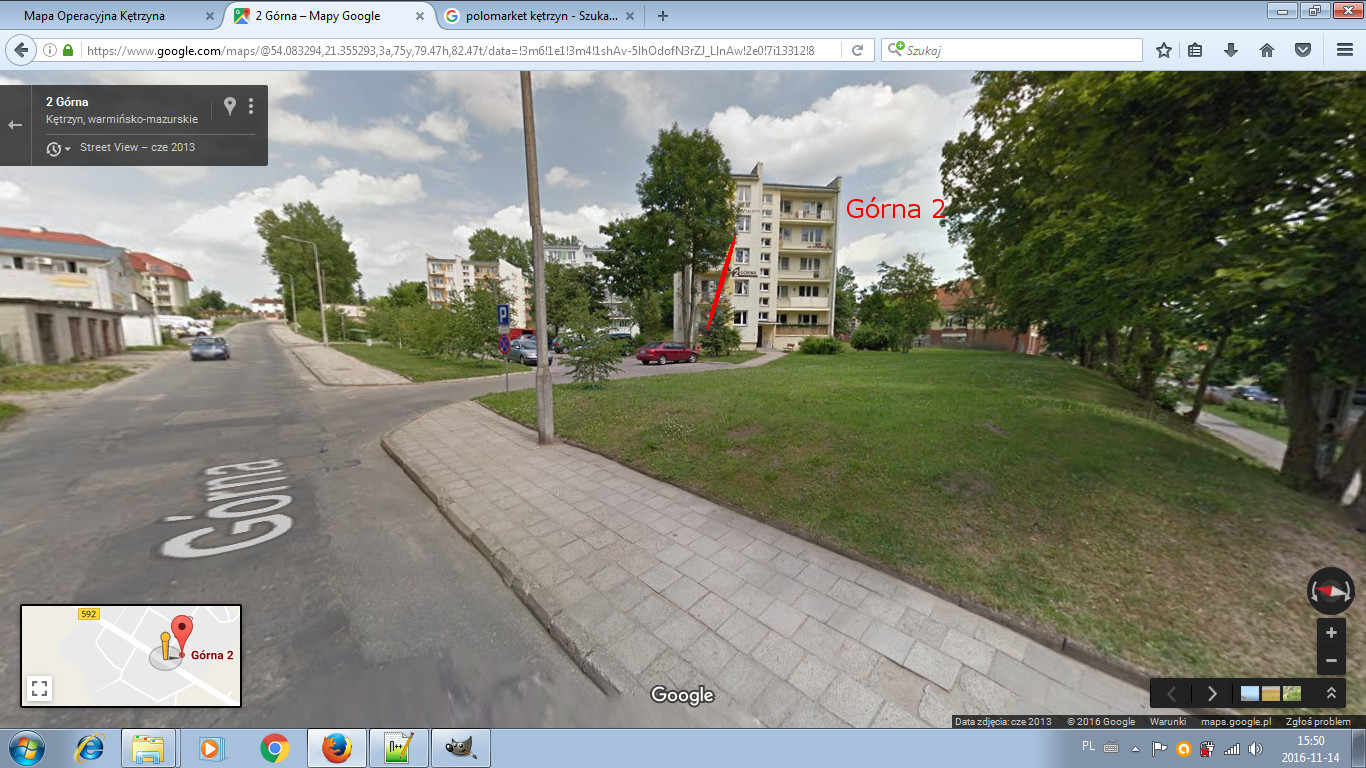 Mapa Operacyjna Kętrzyna
2 Górna – Mapy Google
polomarket kętrzyn - Szuka...
https://www.google.com/maps/@54.083294,21.355293,3a,75y,79.47h,82.47t/data=!3m6!1e1!3m4!1shAv-5lhOdofN3rZJ_LlnAw!2e0!7i13312!8
Szukaj
2 Górna
Kętrzyn, warmińsko-mazurskie
Street View – cze 2013
Górna 2
GÓRNA
P
Górna
592
Górna 2
Google
Data zdjęcia: cze 2013 © 2016 Google Warunki maps.google.pl Zgłoś problem
PL
15:50
2016-11-14